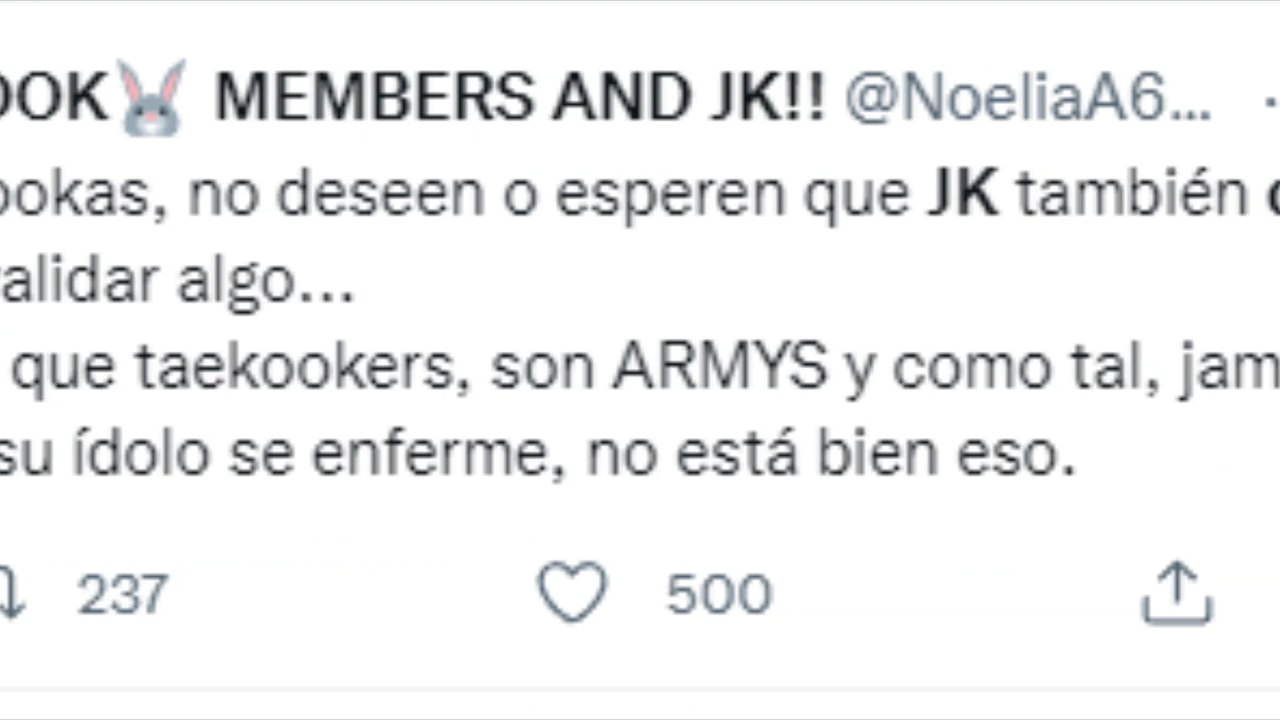 OOK🐰 MEMBERS AND JK!! @NoeliaA6... ·
ookas, no deseen o esperen que JK también
validar algo...
que taekookers, son ARMYS y como tal, jam
su ídolo se enferme, no está bien eso.
237 500